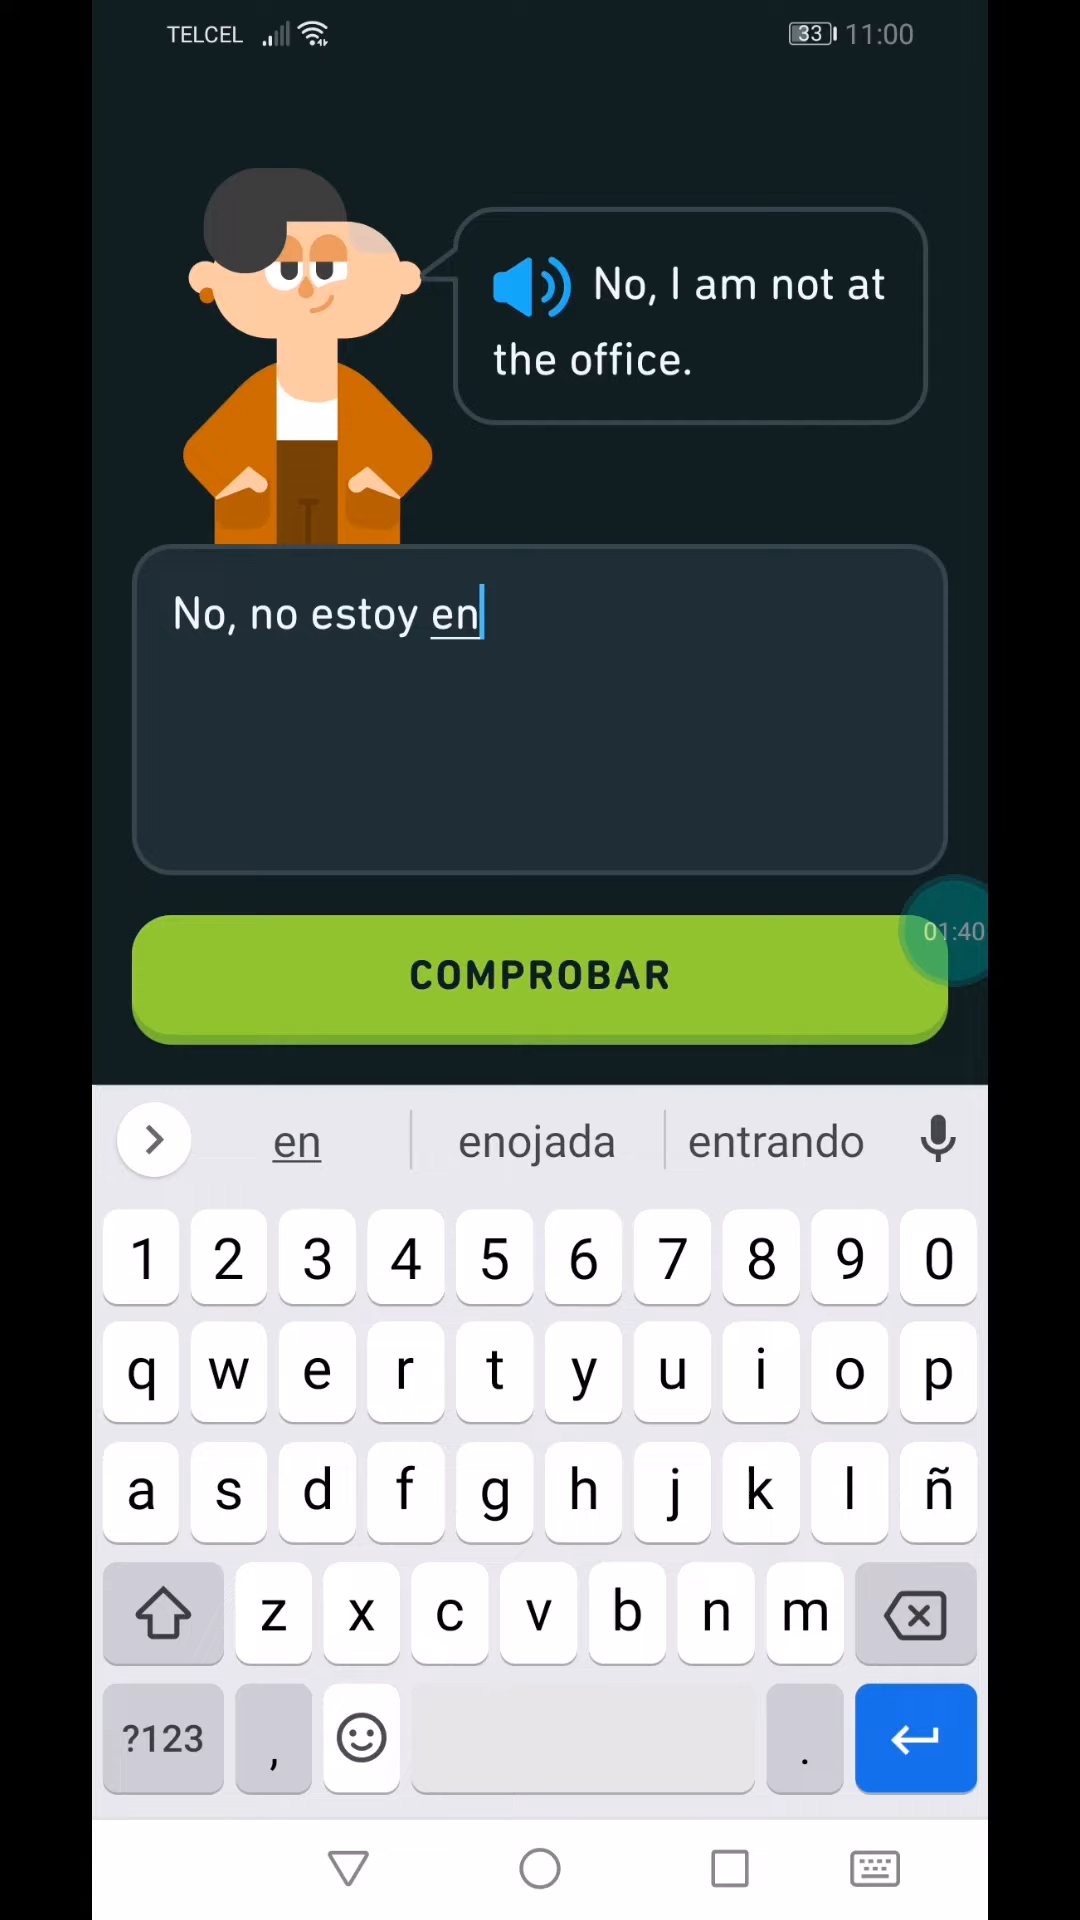 TELCEL 33 11:00
No, I am not at
the office.
No, no estoy en
01:40
COMPROBAR
en enojada entrando
1 2 3 4 5 6 7 8 9 0
q w e r t y u i o p
a s d f g h j k l ñ
z x c v b n m
?123 , .